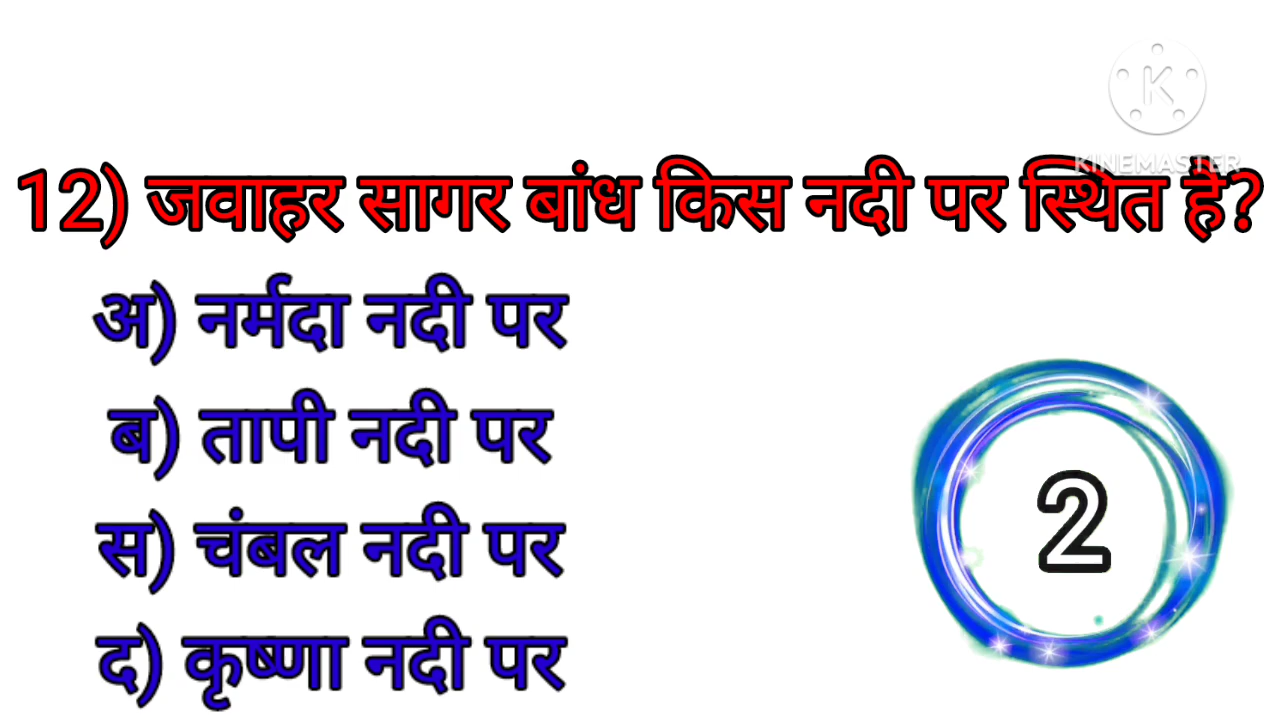 K
KINEMASTER
12) जवाहर सागर बांध किस नदी पर स्थित है?
अ) नर्मदा नदी पर
ब) तापी नदी पर
स) चंबल नदी पर
द) कृष्णा नदी पर
2